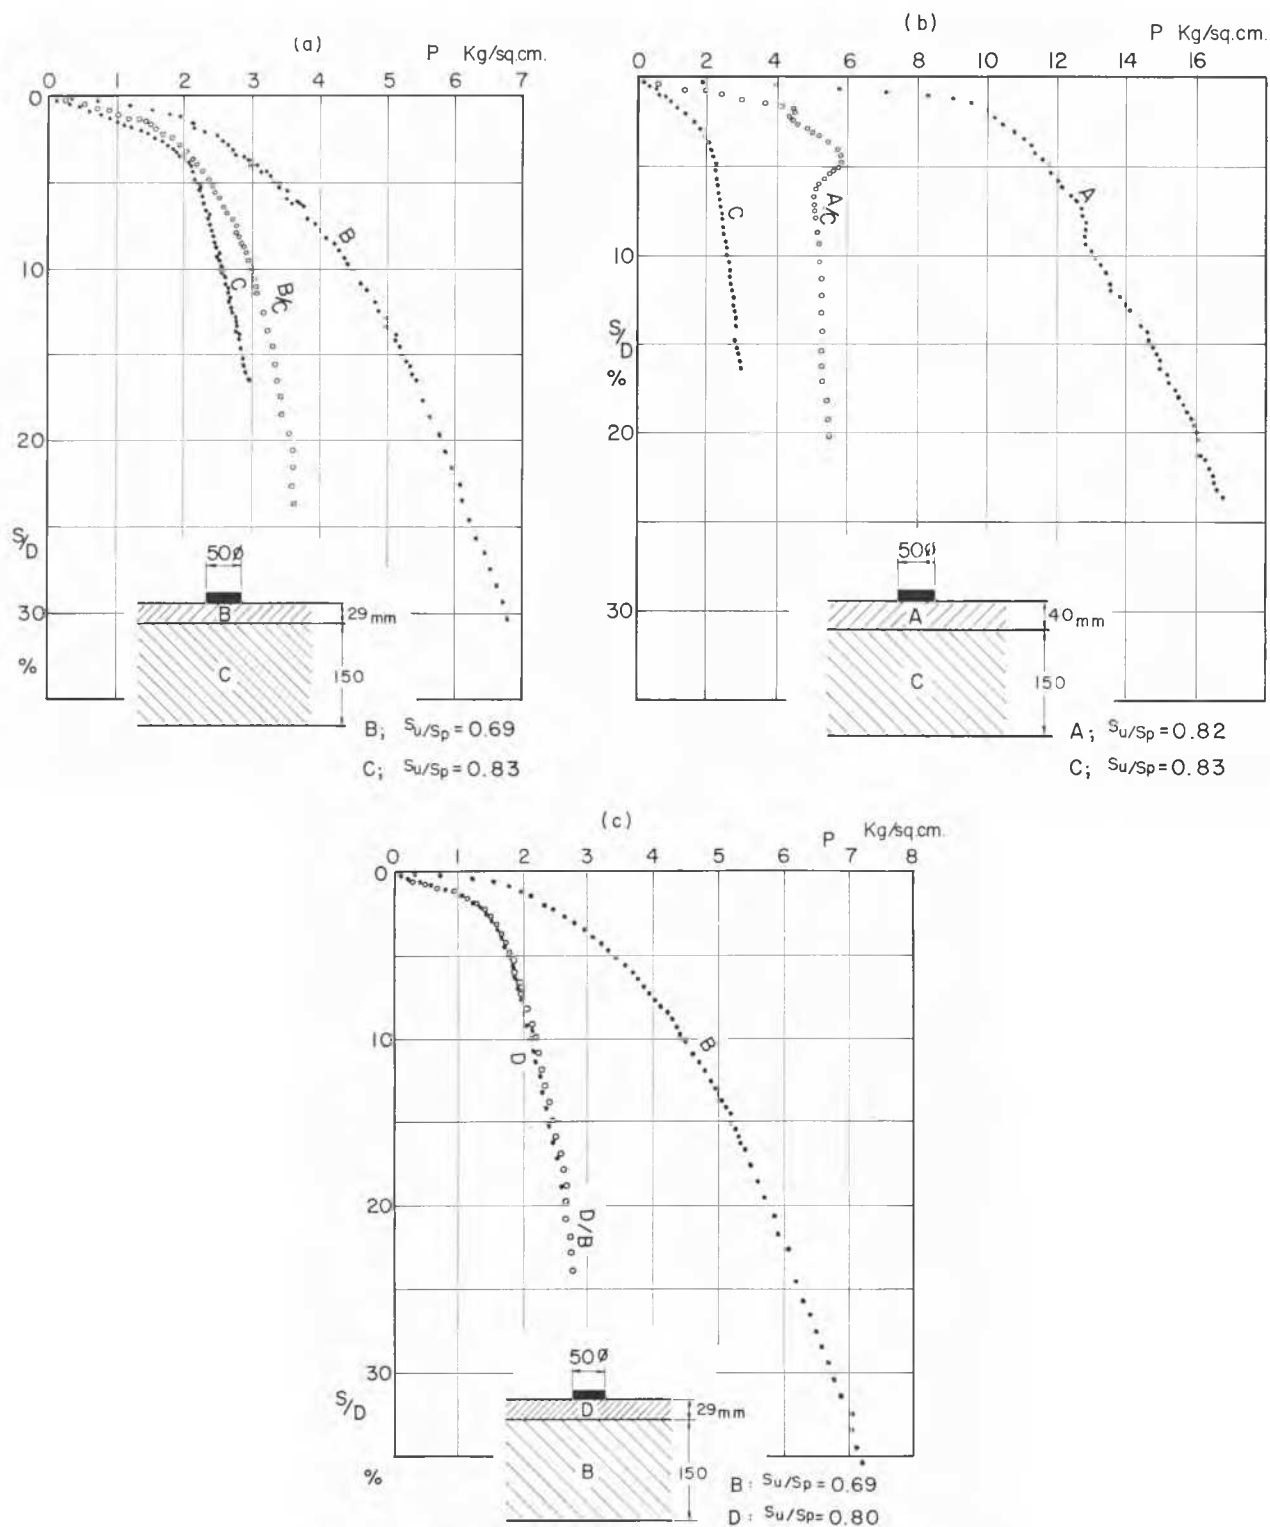 (a)
P Kg/sq.cm.
0 1 2 3 4 5 6 7
0
10
20
30
S/D
%
B
B/C
C
50ø
B
29mm
C
150
B; Su/Sp=0.69
C; Su/Sp=0.83
(b)
P Kg/sq.cm.
0 2 4 6 8 10 12 14 16
10
20
30
S/D
%
C
A/C
A
50ø
A
40mm
C
150
A; Su/Sp=0.82
C; Su/Sp=0.83
(c)
P Kg/sq.cm.
0 1 2 3 4 5 6 7 8
0
10
20
30
S/D
%
D
B
D/B
50ø
D
29mm
B
150
B: Su/Sp=0.69
D: Su/Sp=0.80